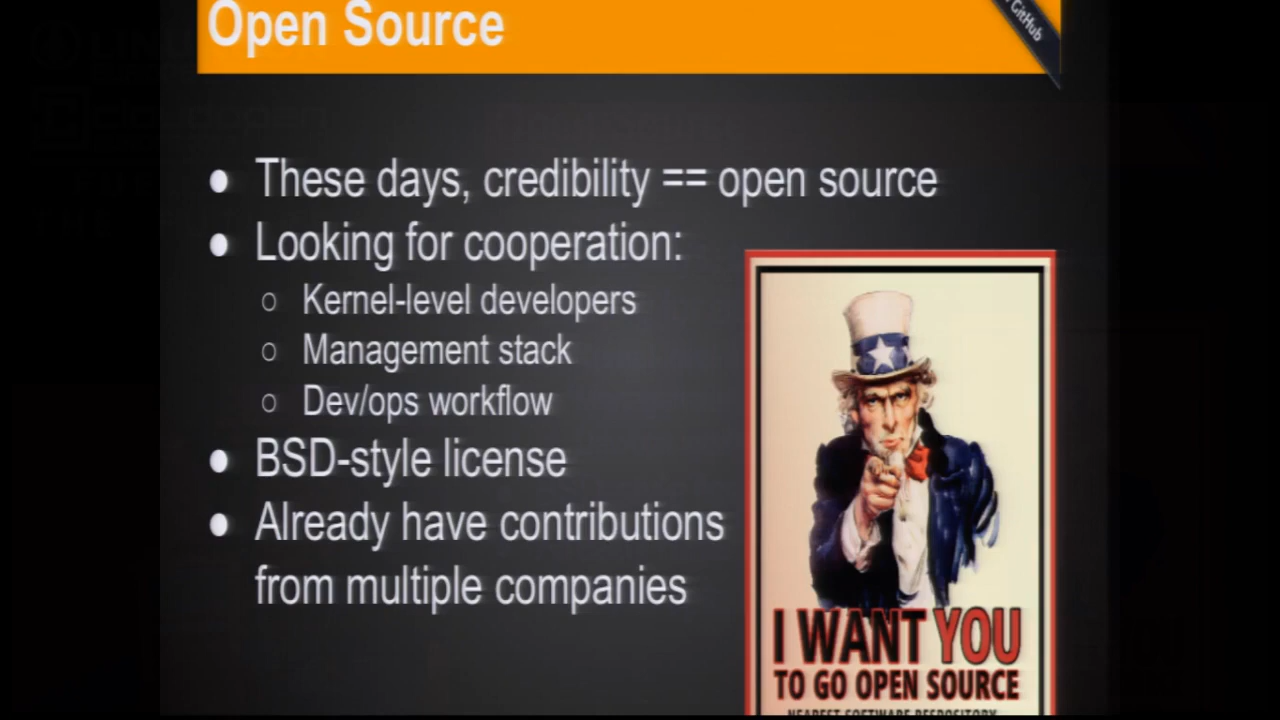 Open Source
GitHub
These days, credibility == open source
Looking for cooperation:
Kernel-level developers
Management stack
Dev/ops workflow
BSD-style license
Already have contributions
from multiple companies
I WANT YOU
TO GO OPEN SOURCE